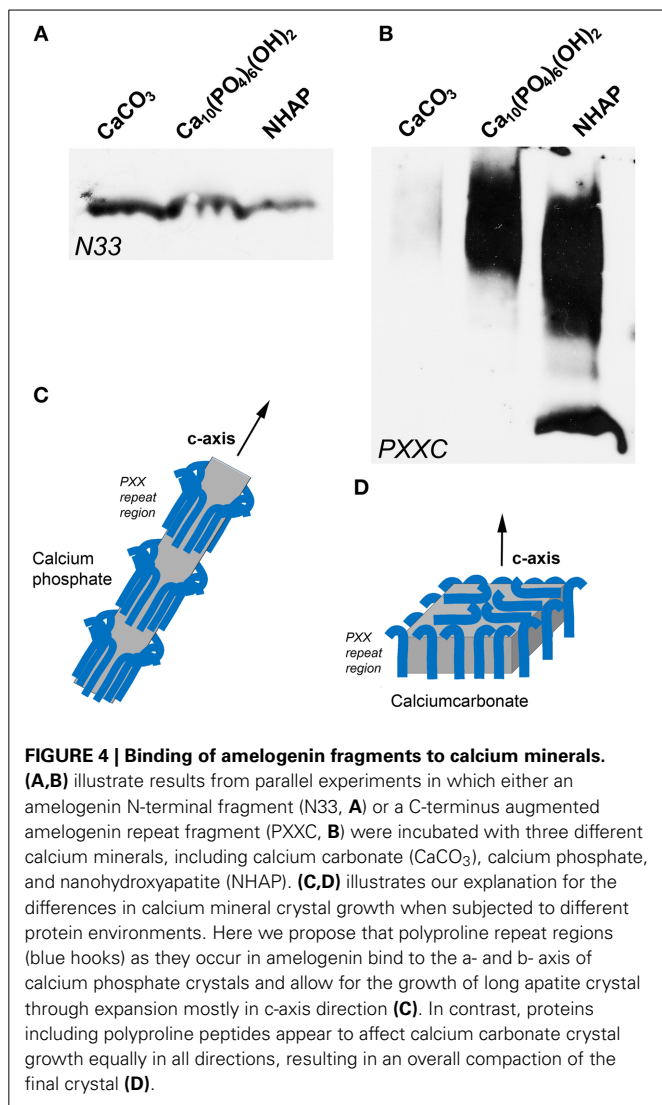 A
B
CaCO3
Ca10(PO4)6(OH)2
NHAP
CaCO3
Ca10(PO4)6(OH)2
NHAP
N33
PXXC
C
c-axis
PXX
repeat
region
Calcium
phosphate
D
c-axis
PXX
repeat
region
Calciumcarbonate
FIGURE 4 | Binding of amelogenin fragments to calcium minerals.
(A,B) illustrate results from parallel experiments in which either an
amelogenin N-terminal fragment (N33, A) or a C-terminus augmented
amelogenin repeat fragment (PXXC, B) were incubated with three different
calcium minerals, including calcium carbonate (CaCO3), calcium phosphate,
and nanohydroxyapatite (NHAP). (C,D) illustrates our explanation for the
differences in calcium mineral crystal growth when subjected to different
protein environments. Here we propose that polyproline repeat regions
(blue hooks) as they occur in amelogenin bind to the a- and b- axis of
calcium phosphate crystals and allow for the growth of long apatite crystal
through expansion mostly in c-axis direction (C). In contrast, proteins
including polyproline peptides appear to affect calcium carbonate crystal
growth equally in all directions, resulting in an overall compaction of the
final crystal (D).